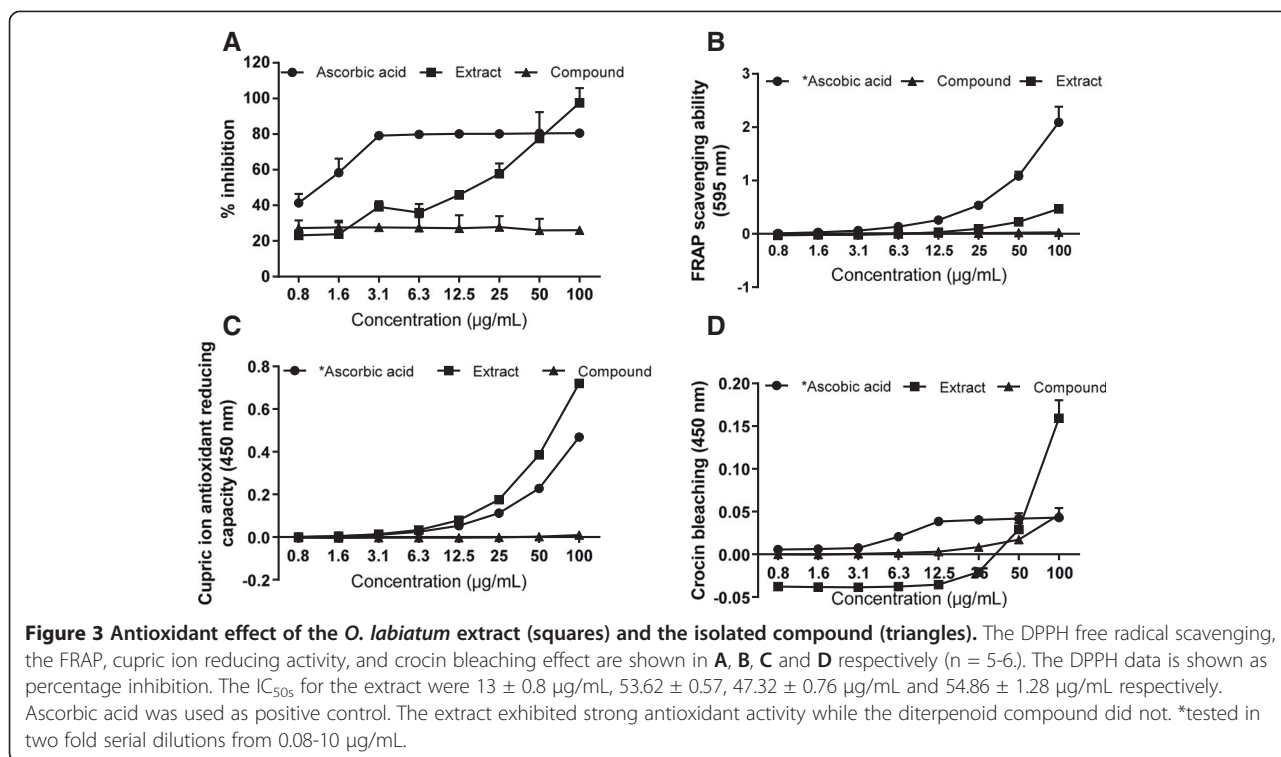 A
B
120
100
80
60
40
20
0
% inhibition
Ascorbic acid Extract Compound
0.8 1.6 3.1 6.3 12.5 25 50 100
Concentration (µg/mL)
3
2
1
0
-1
FRAP scavenging ability
(595 nm)
*Ascobic acid Compound Extract
0.8 1.6 3.1 6.3 12.5 25 50 100
Concentration (µg/mL)
C
D
0.8
0.6
0.4
0.2
0.0
-0.2
Cupric ion antioxidant reducing
capacity (450 nm)
*Ascorbic acid Extract Compound
0.8 1.6 3.1 6.3 12.5 25 50 100
Concentration (µg/mL)
0.20
0.15
0.10
0.05
0.00
-0.05
Crocin bleaching (450 nm)
*Ascobic acid Extract Compound
0.8 1.6 3.1 6.3 12.5 25 50 100
Concentration (µg/mL)
Figure 3 Antioxidant effect of the O. labiatum extract (squares) and the isolated compound (triangles). The DPPH free radical scavenging,
the FRAP, cupric ion reducing activity, and crocin bleaching effect are shown in A, B, C and D respectively (n = 5-6.). The DPPH data is shown as
percentage inhibition. The IC50s for the extract were 13 ± 0.8 µg/mL, 53.62 ± 0.57, 47.32 ± 0.76 µg/mL and 54.86 ± 1.28 µg/mL respectively.
Ascorbic acid was used as positive control. The extract exhibited strong antioxidant activity while the diterpenoid compound did not. *tested in
two fold serial dilutions from 0.08-10 µg/mL.